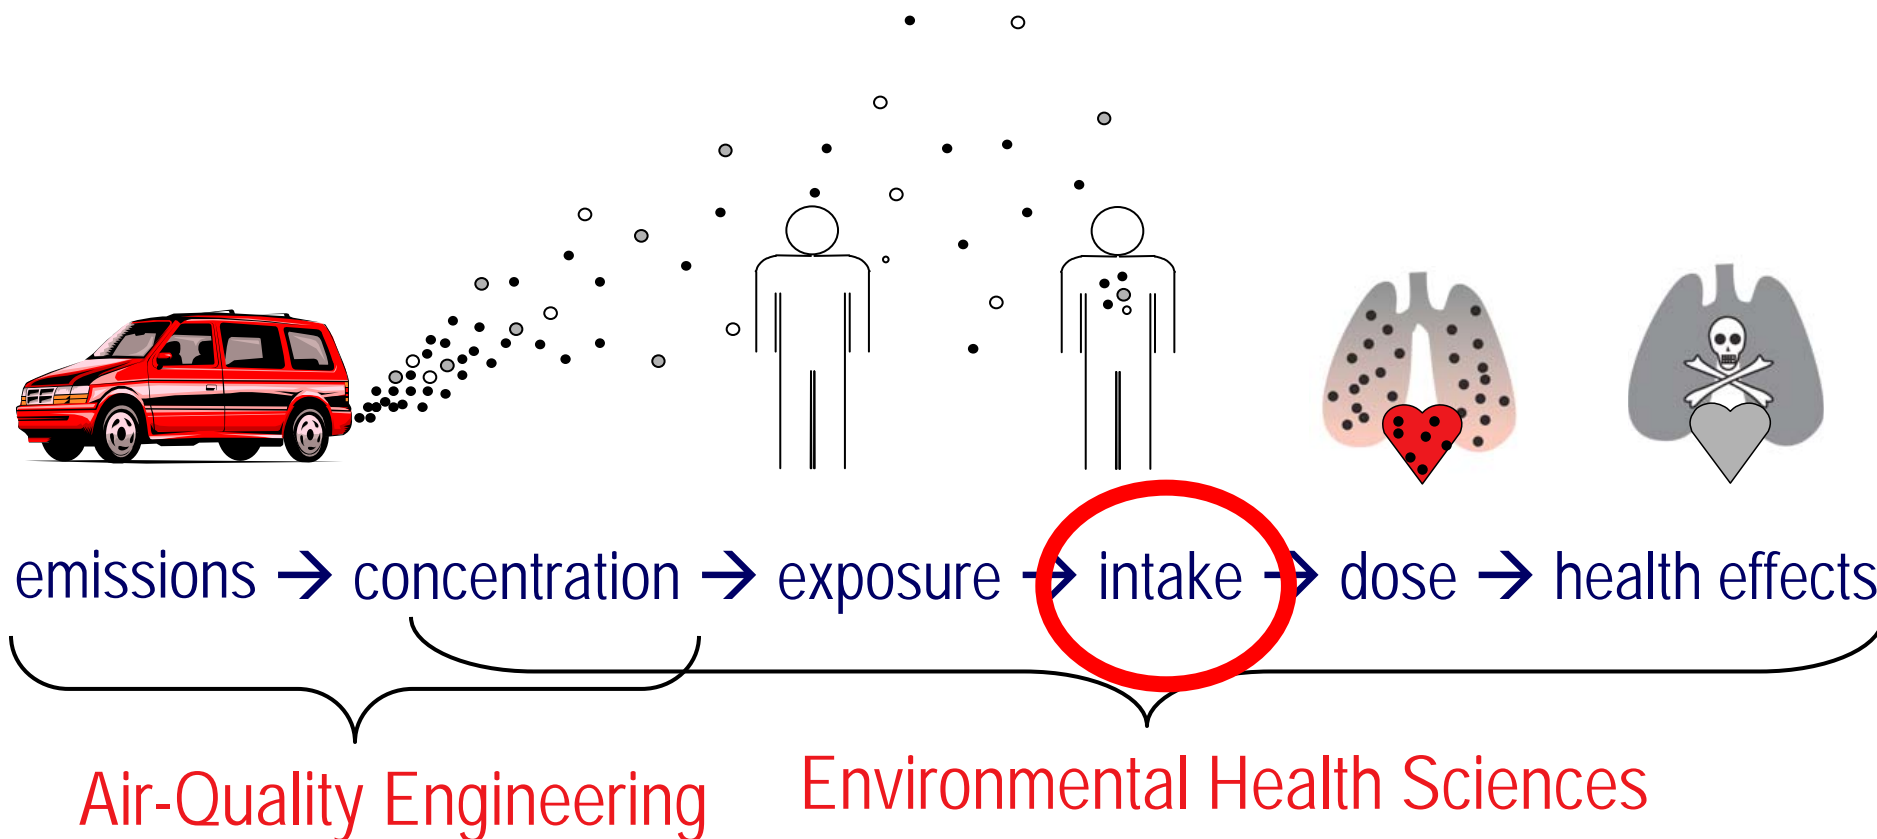 emissions → concentration → exposure → intake → dose → health effects
Air-Quality Engineering
Environmental Health Sciences